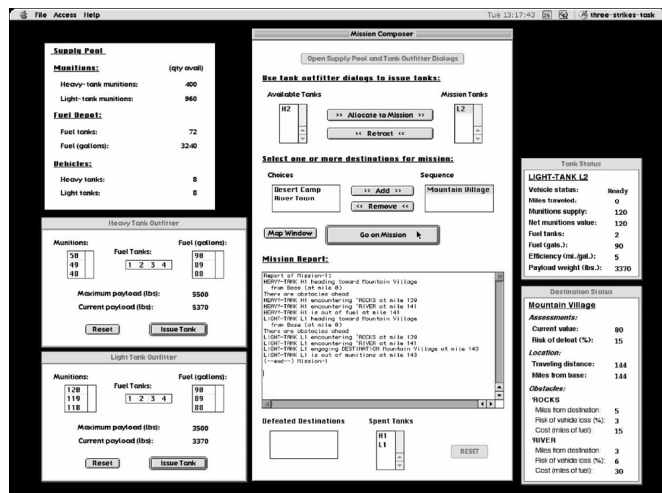 File Access Help
Tue 13:17:43
three-strikes-task
Supply Pool
Munitions: (qty avail)
Heavy-tank munitions: 400
Light-tank munitions: 960
Fuel Depot:
Fuel tanks: 72
Fuel (gallons): 3240
Vehicles:
Heavy tanks: 8
Light tanks: 8
Heavy Tank Outfitter
Munitions: Fuel Tanks: Fuel (gallons):
50 1 2 3 4 90
49 89
48 88
Maximum payload (lbs): 5500
Current payload (lbs): 5370
Reset Issue Tank
Light Tank Outfitter
Munitions: Fuel Tanks: Fuel (gallons):
120 1 2 3 4 90
119 89
118 88
Maximum payload (lbs): 3500
Current payload (lbs): 3370
Reset Issue Tank
Mission Composer
Open Supply Pool and Tank Outfitter Dialogs
Use tank outfitter dialogs to issue tanks:
Available Tanks Mission Tanks
H2 >> Allocate to Mission >> L2
<< Retract <<
Select one or more destinations for mission:
Choices Sequence
Desert Camp >> Add >> Mountain Village
River Town << Remove <<
Map Window Go on Mission
Mission Report:
Report of Mission-1:
HEAVY-TANK H1 heading toward Mountain Village
from Base (at mile 0)
There are obstacles ahead
HEAVY-TANK H1 encountering 'ROCKS at mile 139
HEAVY-TANK H1 encountering 'RIVER at mile 141
HEAVY-TANK H1 is out of fuel at mile 141
LIGHT-TANK L1 heading toward Mountain Village
from Base (at mile 0)
There are obstacles ahead
LIGHT-TANK L1 encountering 'ROCKS at mile 139
LIGHT-TANK L1 encountering 'RIVER at mile 141
LIGHT-TANK L1 engaging DESTINATION Mountain Village at mile 143
LIGHT-TANK L1 is out of munitions at mile 143
(--end--) Mission-1
Defeated Destinations Spent Tanks
H1
L1
RESET
Tank Status
LIGHT-TANK L2
Vehicle status: Ready
Miles traveled: 0
Munitions supply: 120
Net munitions value: 120
Fuel tanks: 2
Fuel (gals.): 90
Efficiency (mi./gal.): 5
Payload weight (lbs.): 3370
Destination Status
Mountain Village
Assessments:
Current value: 80
Risk of defeat (%): 15
Location:
Traveling distance: 144
Miles from base: 144
Obstacles:
'ROCKS
Miles from destination: 5
Risk of vehicle loss (%): 3
Cost (miles of fuel): 15
'RIVER
Miles from destination: 3
Risk of vehicle loss (%): 6
Cost (miles of fuel): 30